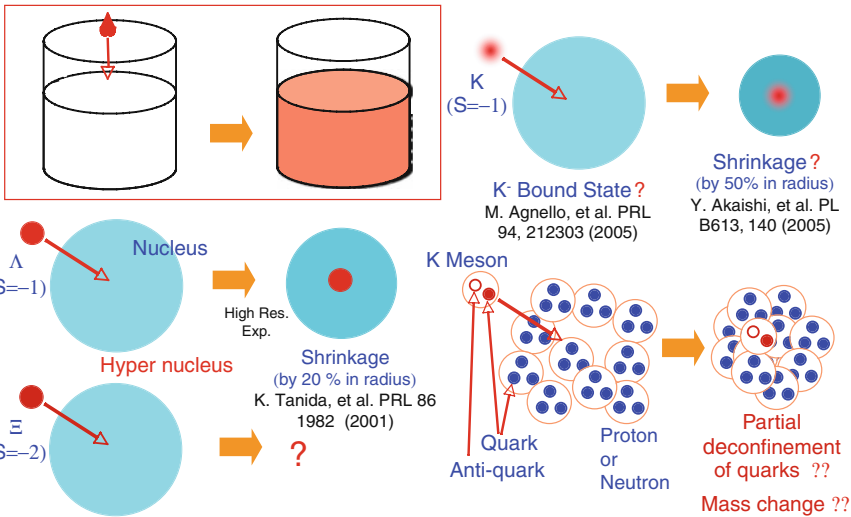 K
(S=−1)
K- Bound State ?
M. Agnello, et al. PRL
94, 212303 (2005)
Shrinkage ?
(by 50% in radius)
Y. Akaishi, et al. PL
B613, 140 (2005)
Λ
S=−1)
Nucleus
High Res.
Exp.
Hyper nucleus
Shrinkage
(by 20 % in radius)
K. Tanida, et al. PRL 86
1982 (2001)
Ξ
S=−2)
?
K Meson
Quark
Anti-quark
Proton
or
Neutron
Partial
deconfinement
of quarks ??
Mass change ??